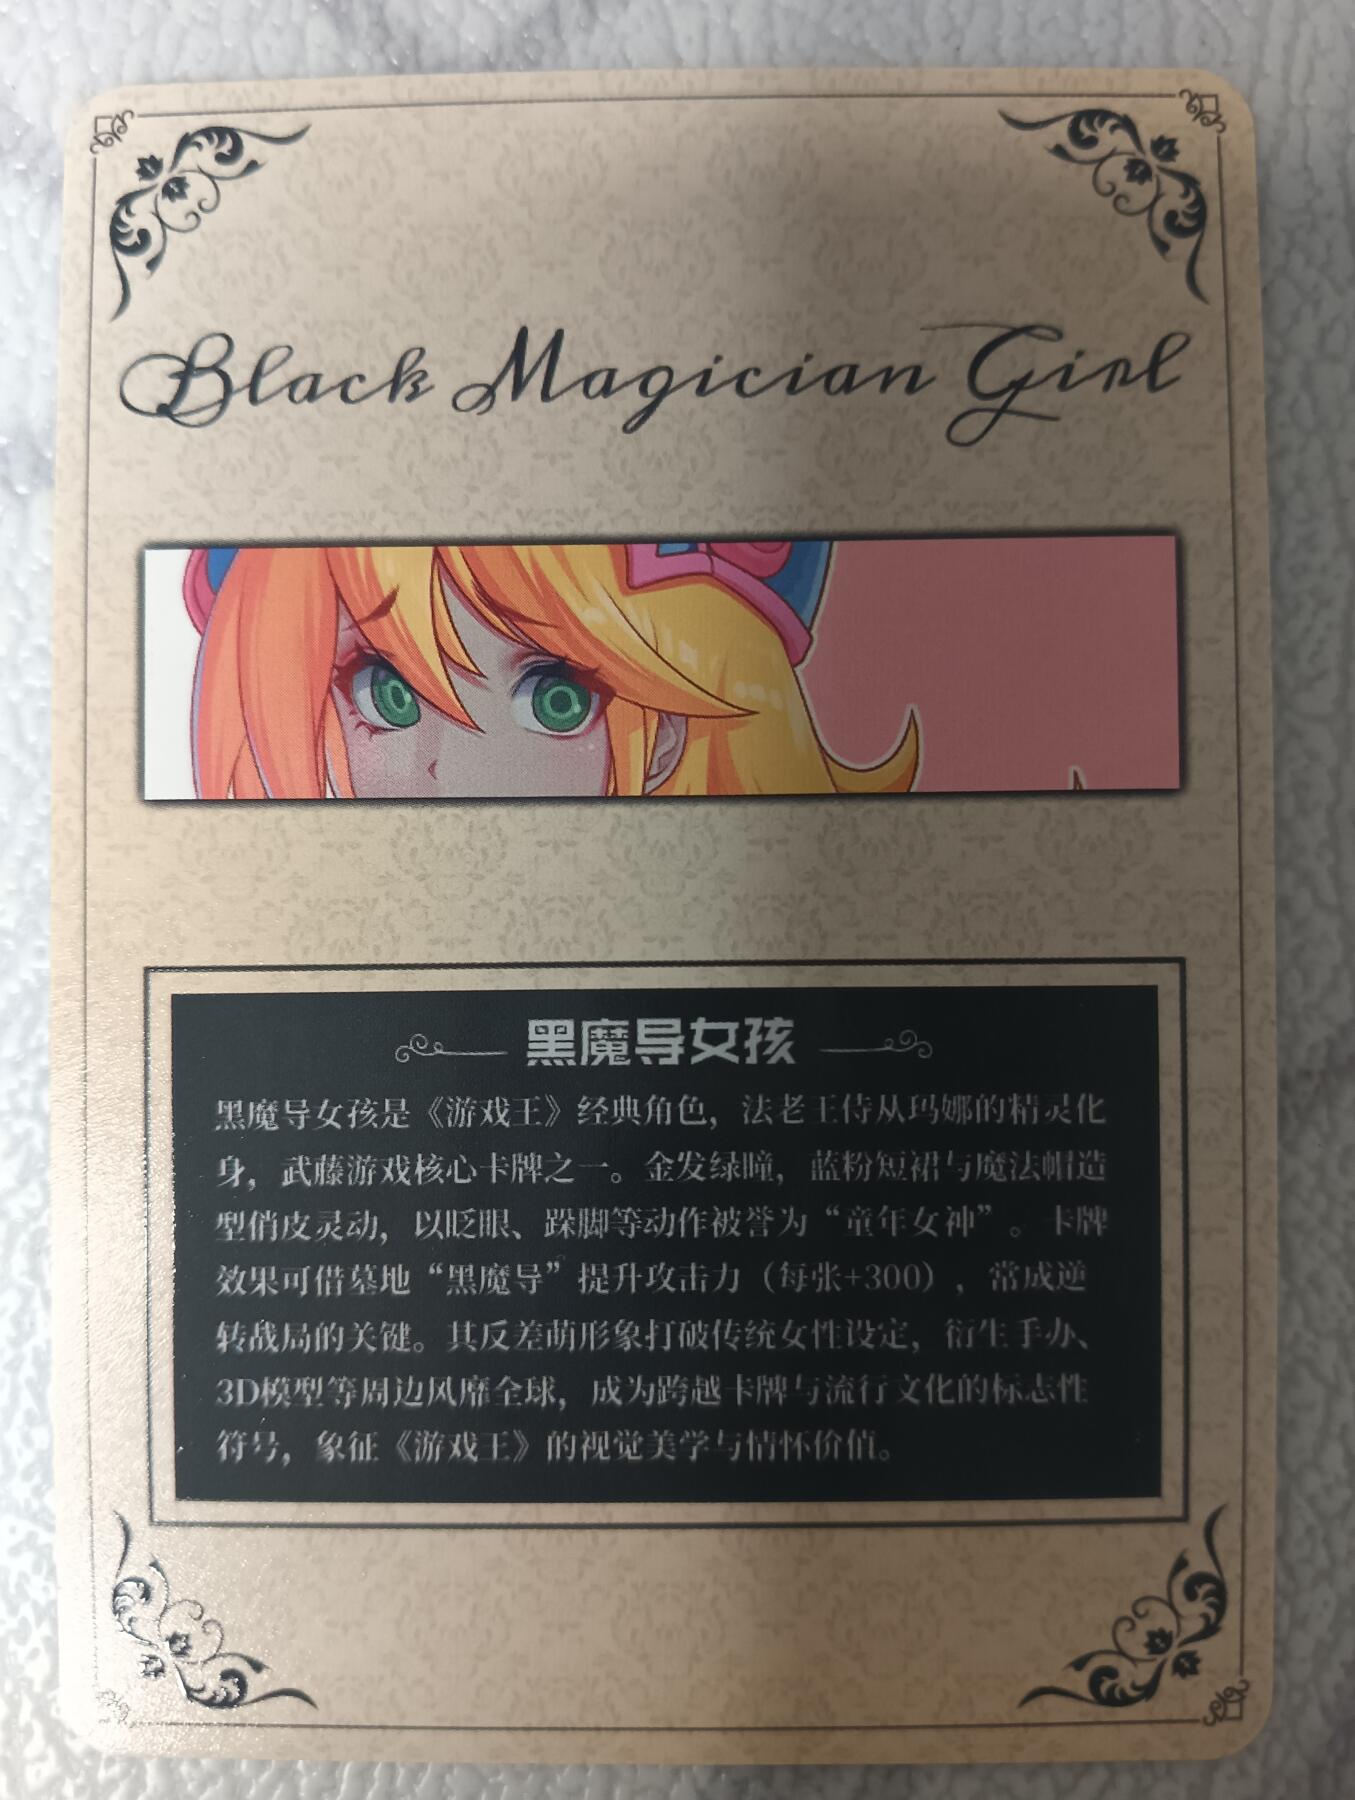 Black Magician Girl
黑魔导女孩
黑魔导女孩是《游戏王》经典角色，法老王侍从玛娜的精灵化
身，武藤游戏核心卡牌之一。金发绿瞳，蓝粉短裙与魔法帽造
型俏皮灵动，以眨眼、跺脚等动作被誉为“童年女神”。卡牌
效果可借墓地“黑魔导”提升攻击力（每张+300），常成逆
转战局的关键。其反差萌形象打破传统女性设定，衍生手办、
3D模型等周边风靡全球，成为跨越卡牌与流行文化的标志性
符号，象征《游戏王》的视觉美学与情怀价值。